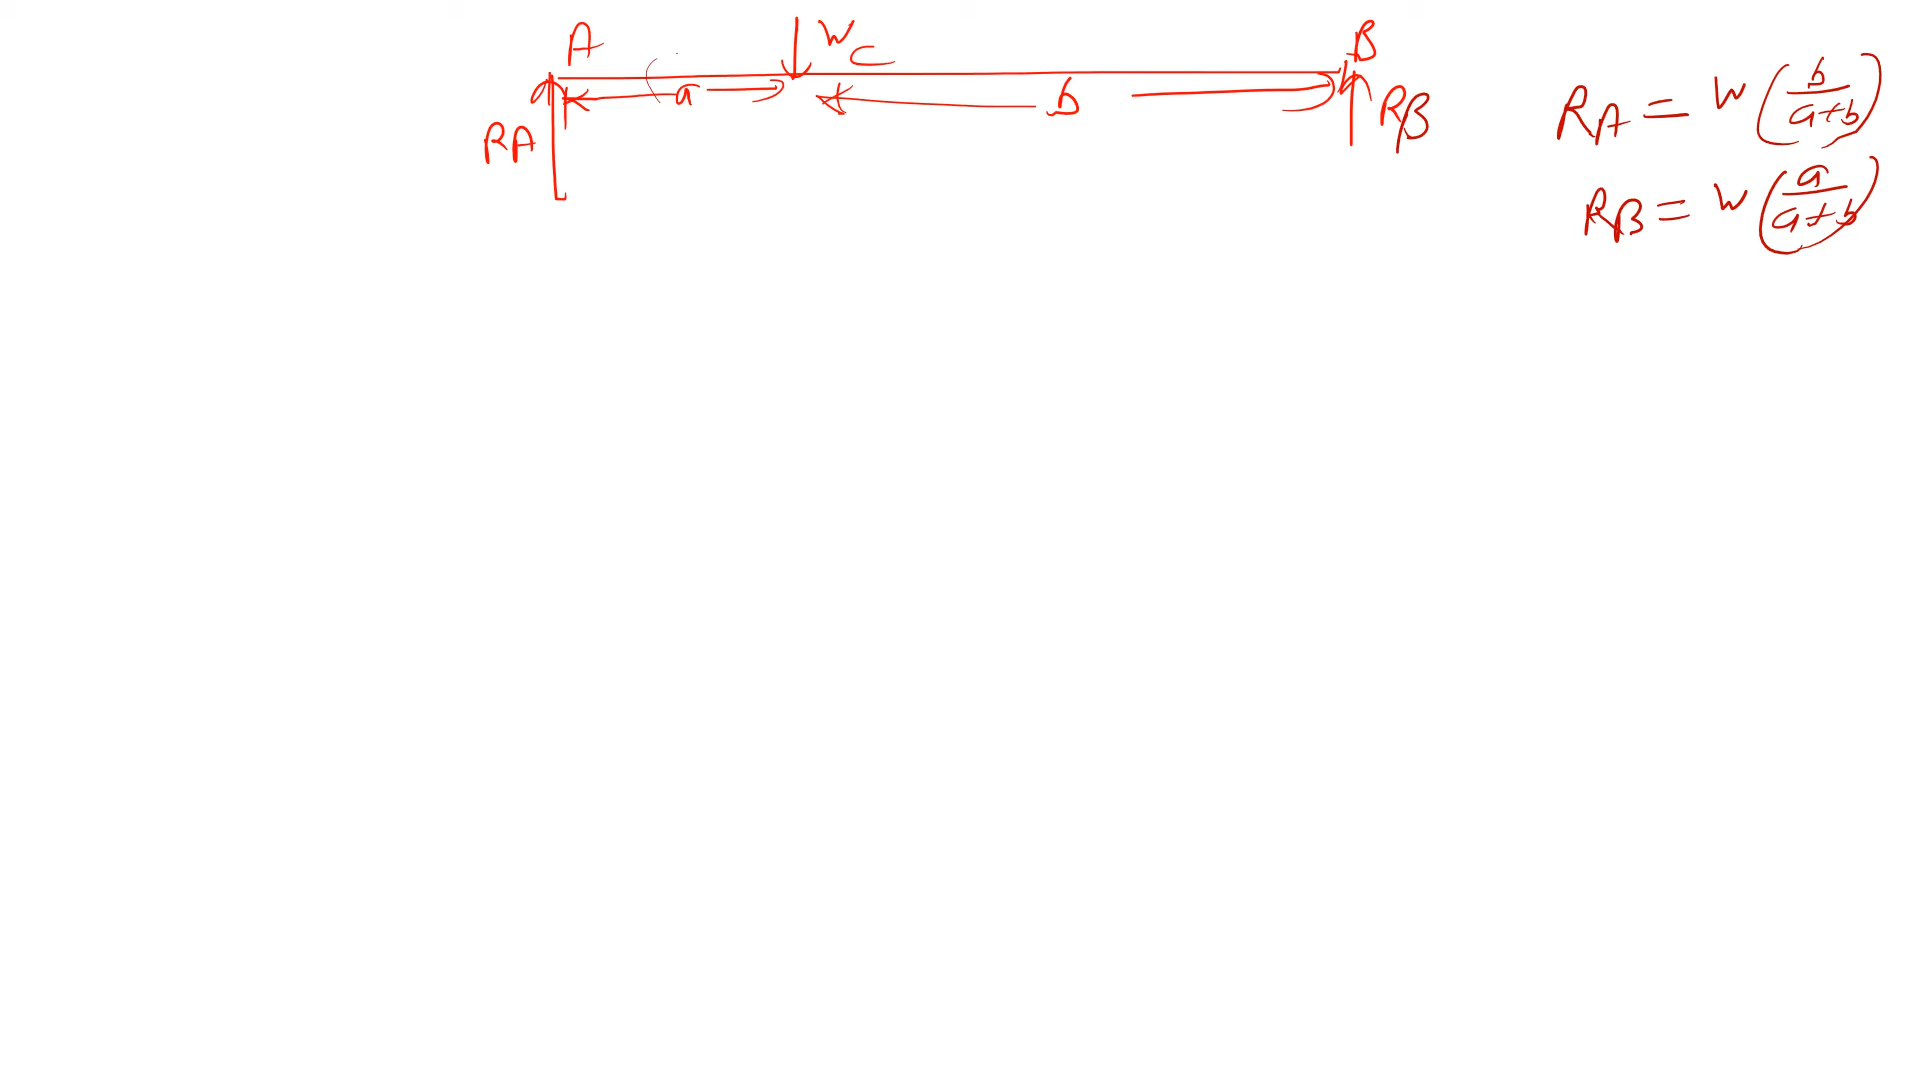 A W C B
a b
RA RB
RA = W (b/a+b)
RB = W (a/a+b)